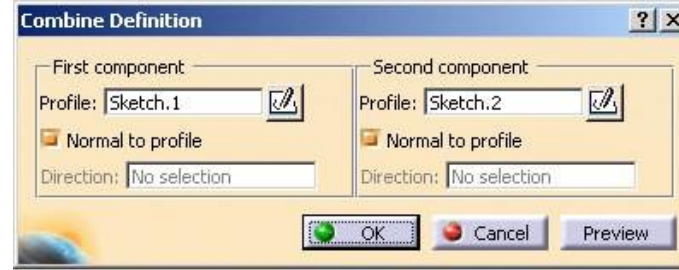 Combine Definition ? X
First component Second component
Profile: Sketch.1 Profile: Sketch.2
Normal to profile Normal to profile
Direction: No selection Direction: No selection
OK Cancel Preview